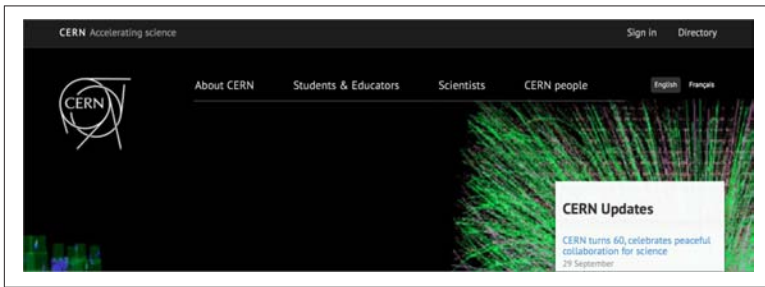 CERN Accelerating science
Sign in Directory
CERN
About CERN Students & Educators Scientists CERN people English Français
CERN Updates
CERN turns 60, celebrates peaceful
collaboration for science
29 September